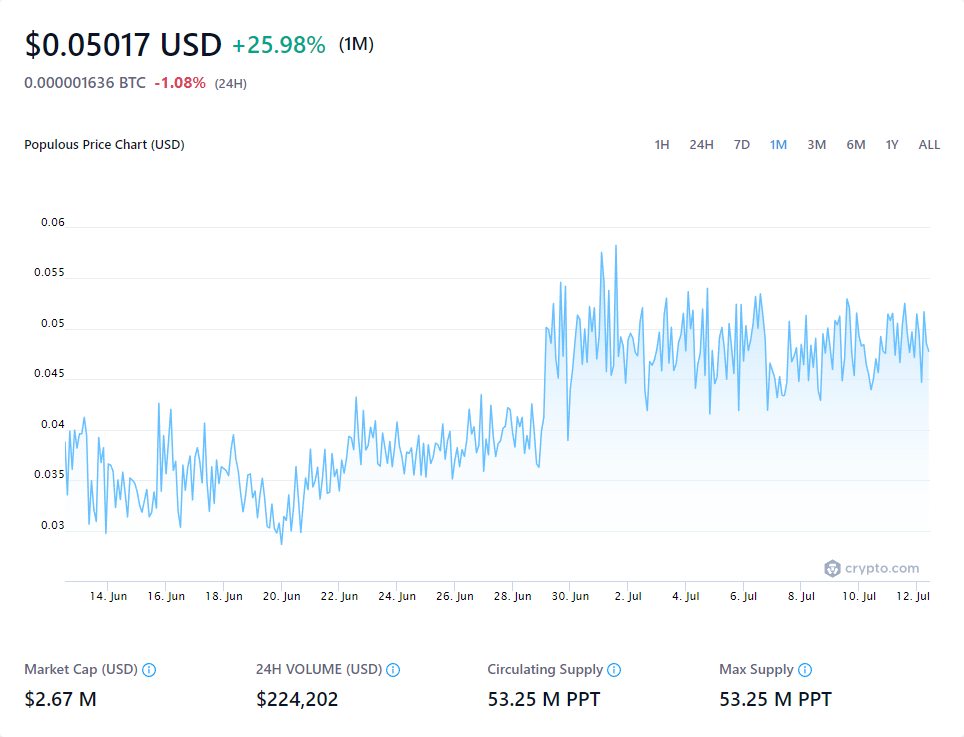 $0.05017 USD +25.98% (1M)
0.000001636 BTC -1.08% (24H)
Populous Price Chart (USD) 1H 24H 7D 1M 3M 6M 1Y ALL
0.06
0.055
0.05
0.045
0.04
0.035
0.03
crypto.com
14. Jun 16. Jun 18. Jun 20. Jun 22. Jun 24. Jun 26. Jun 28. Jun 30. Jun 2. Jul 4. Jul 6. Jul 8. Jul 10. Jul 12. Jul
Market Cap (USD) 24H VOLUME (USD) Circulating Supply Max Supply
$2.67 M $224,202 53.25 M PPT 53.25 M PPT